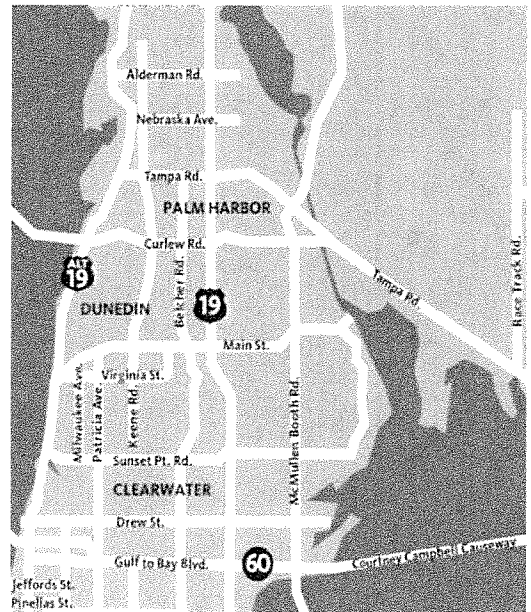 Alderman Rd.
Nebraska Ave.
Tampa Rd.
PALM HARBOR
Curlew Rd.
ALT
19
Belcher Rd.
19
Tampa Rd
Race Track Rd.
DUNEDIN
Main St.
Milwaukee Ave.
Patricia Ave.
Virginia St.
Keene Rd.
McMullen Booth Rd.
Sunset Pt. Rd.
CLEARWATER
Drew St.
Gulf to Bay Blvd.
60
Courtney Campbell Causeway
Jeffords St.
Pinellas St.